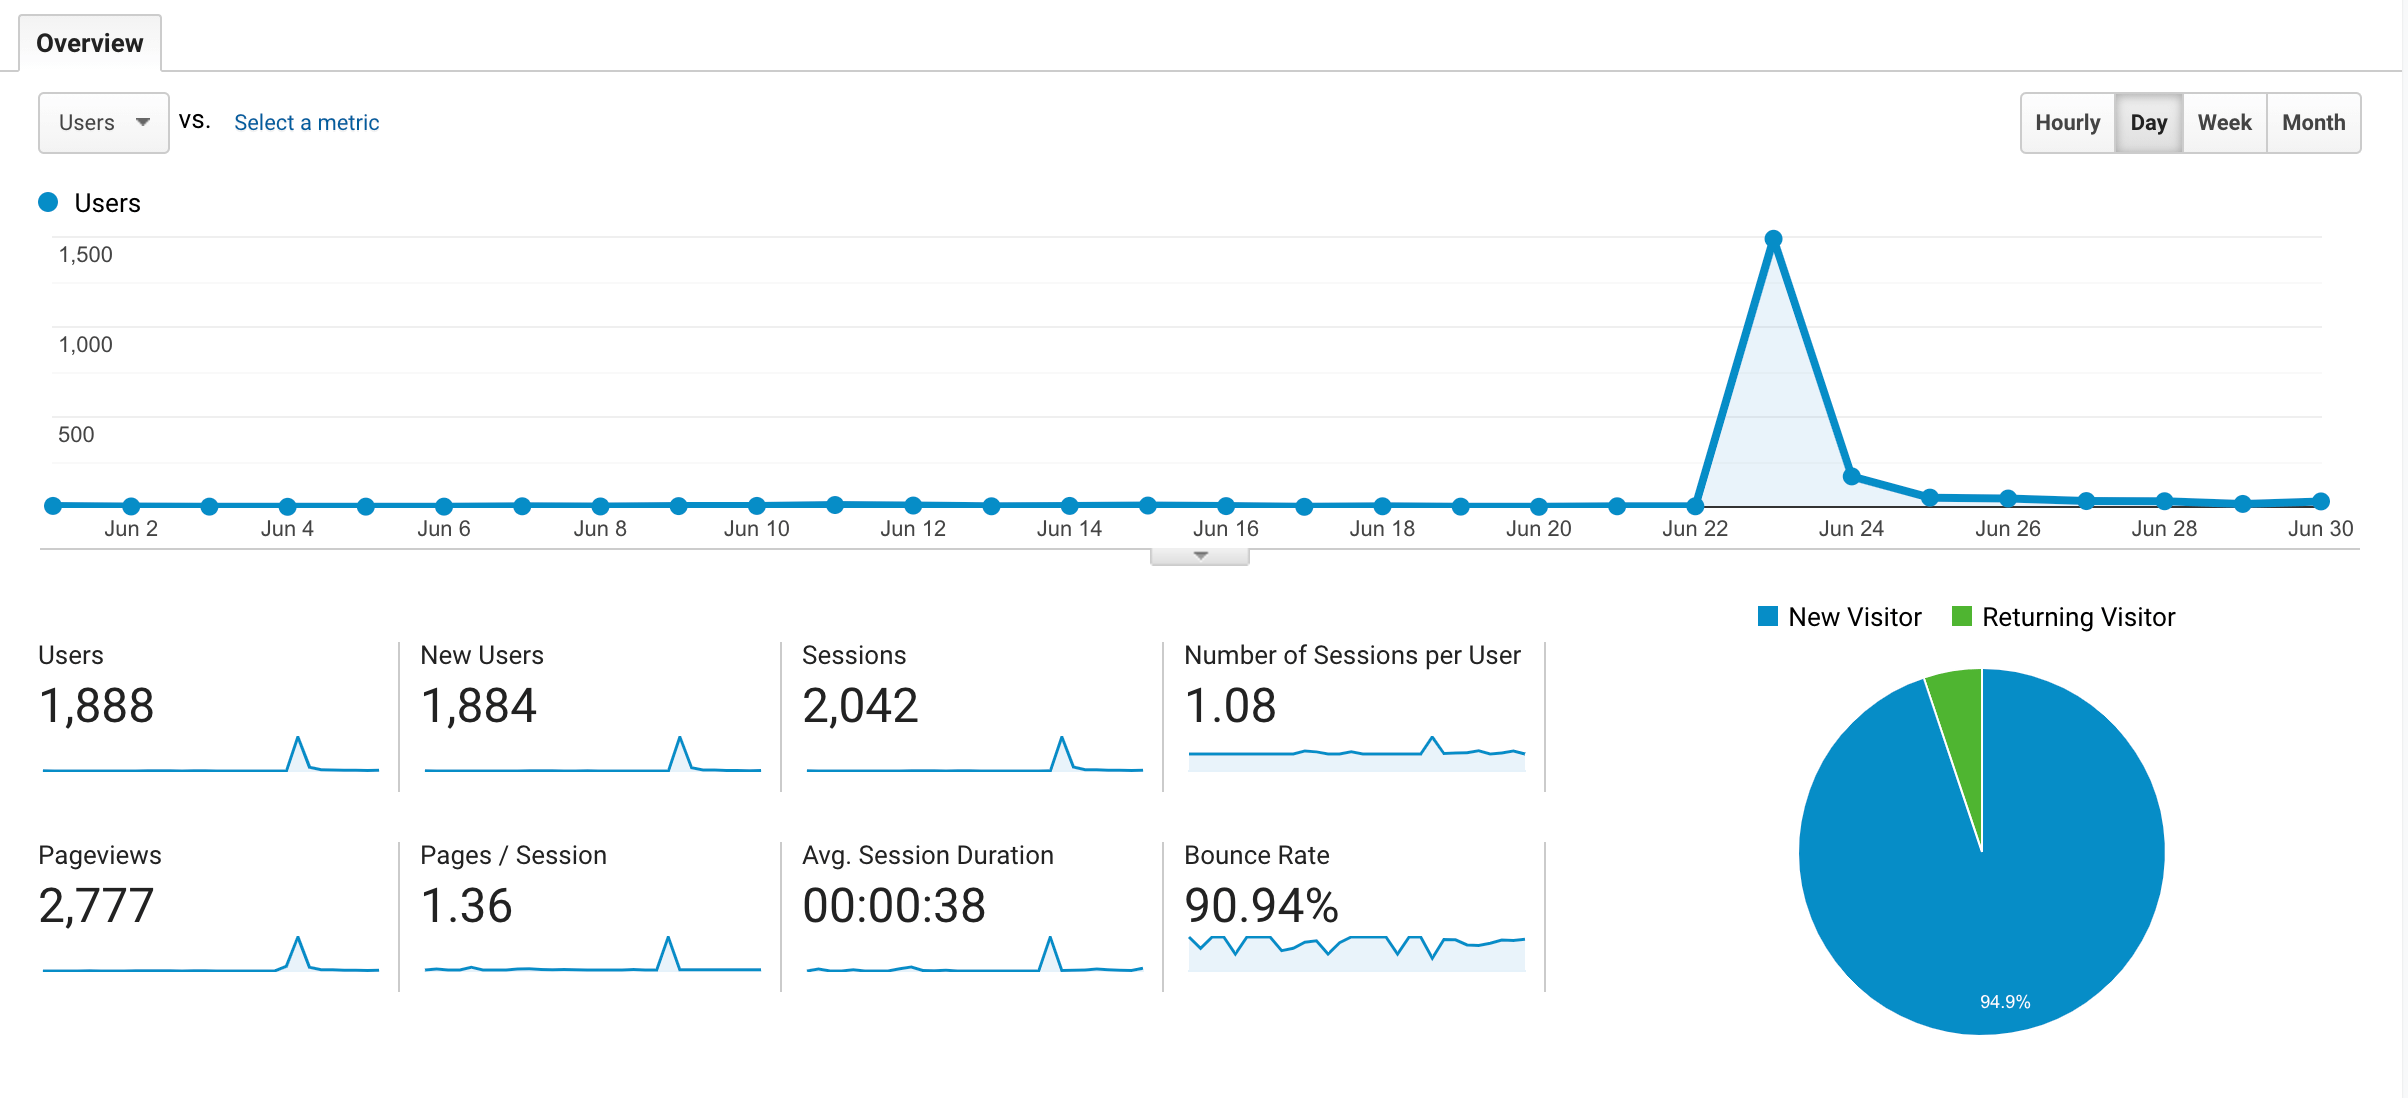 Overview
Users vs. Select a metric
Hourly Day Week Month
Users
1,500
1,000
500
Jun 2 Jun 4 Jun 6 Jun 8 Jun 10 Jun 12 Jun 14 Jun 16 Jun 18 Jun 20 Jun 22 Jun 24 Jun 26 Jun 28 Jun 30
New Visitor Returning Visitor
Users
1,888
New Users
1,884
Sessions
2,042
Number of Sessions per User
1.08
Pageviews
2,777
Pages / Session
1.36
Avg. Session Duration
00:00:38
Bounce Rate
90.94%
94.9%